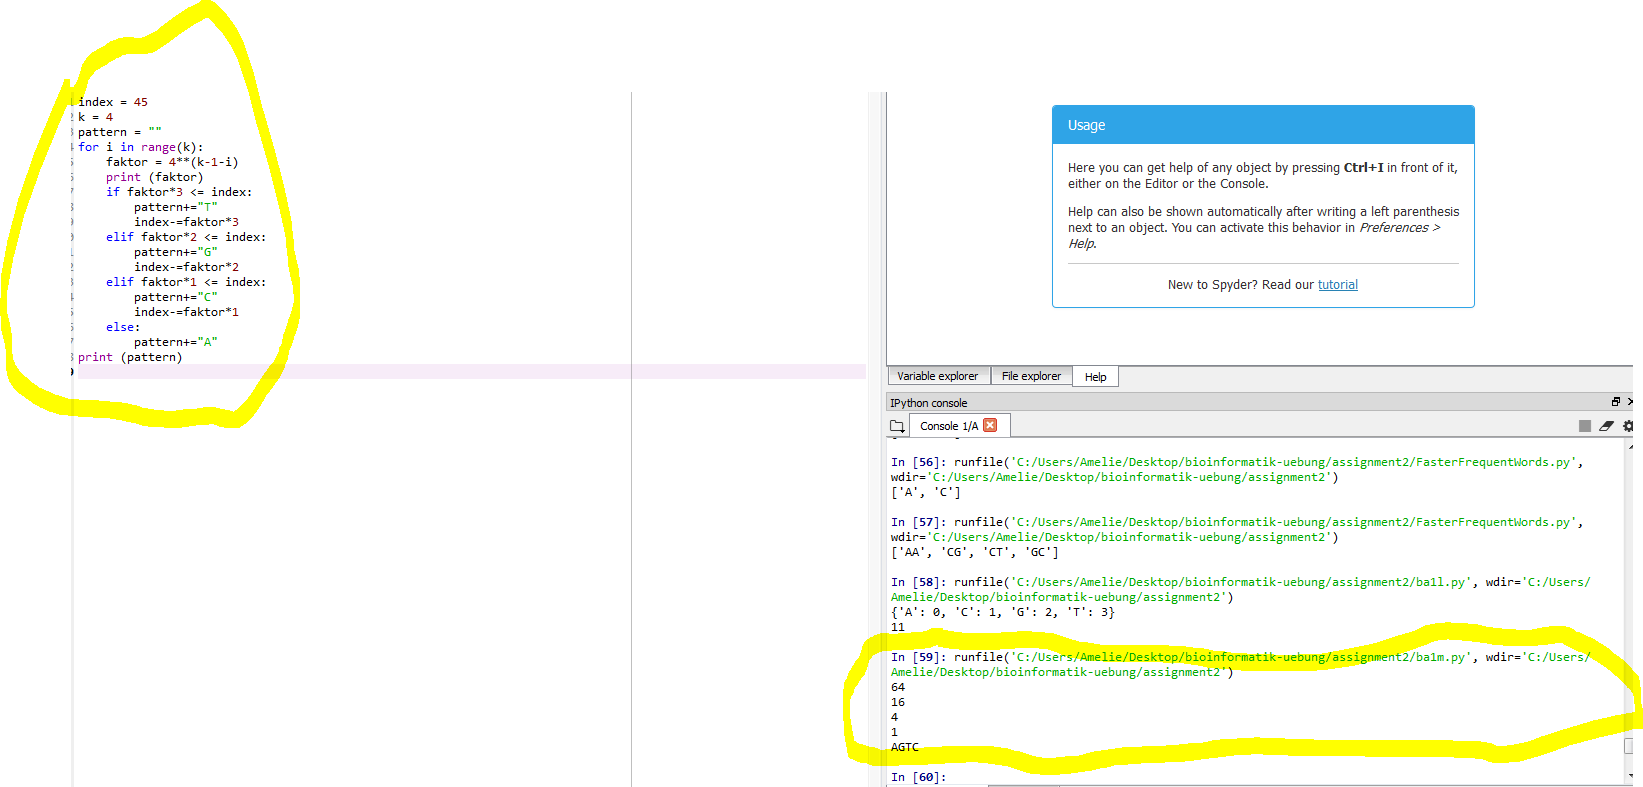 index = 45
k = 4
pattern = ""
for i in range(k):
    faktor = 4**(k-1-i)
    print (faktor)
    if faktor*3 <= index:
        pattern+="T"
        index-=faktor*3
    elif faktor*2 <= index:
        pattern+="G"
        index-=faktor*2
    elif faktor*1 <= index:
        pattern+="C"
        index-=faktor*1
    else:
        pattern+="A"
print (pattern)
Usage
Here you can get help of any object by pressing Ctrl+I in front of it,
either on the Editor or the Console.
Help can also be shown automatically after writing a left parenthesis
next to an object. You can activate this behavior in Preferences >
Help.
New to Spyder? Read our tutorial
Variable explorer File explorer Help
IPython console
Console 1/A
In [56]: runfile('C:/Users/Amelie/Desktop/bioinformatik-uebung/assignment2/FasterFrequentWords.py',
wdir='C:/Users/Amelie/Desktop/bioinformatik-uebung/assignment2')
['A', 'C']
In [57]: runfile('C:/Users/Amelie/Desktop/bioinformatik-uebung/assignment2/FasterFrequentWords.py',
wdir='C:/Users/Amelie/Desktop/bioinformatik-uebung/assignment2')
['AA', 'CG', 'CT', 'GC']
In [58]: runfile('C:/Users/Amelie/Desktop/bioinformatik-uebung/assignment2/ba1l.py', wdir='C:/Users/
Amelie/Desktop/bioinformatik-uebung/assignment2')
{'A': 0, 'C': 1, 'G': 2, 'T': 3}
11
In [59]: runfile('C:/Users/Amelie/Desktop/bioinformatik-uebung/assignment2/ba1m.py', wdir='C:/Users/
Amelie/Desktop/bioinformatik-uebung/assignment2')
64
16
4
1
AGTC
In [60]: